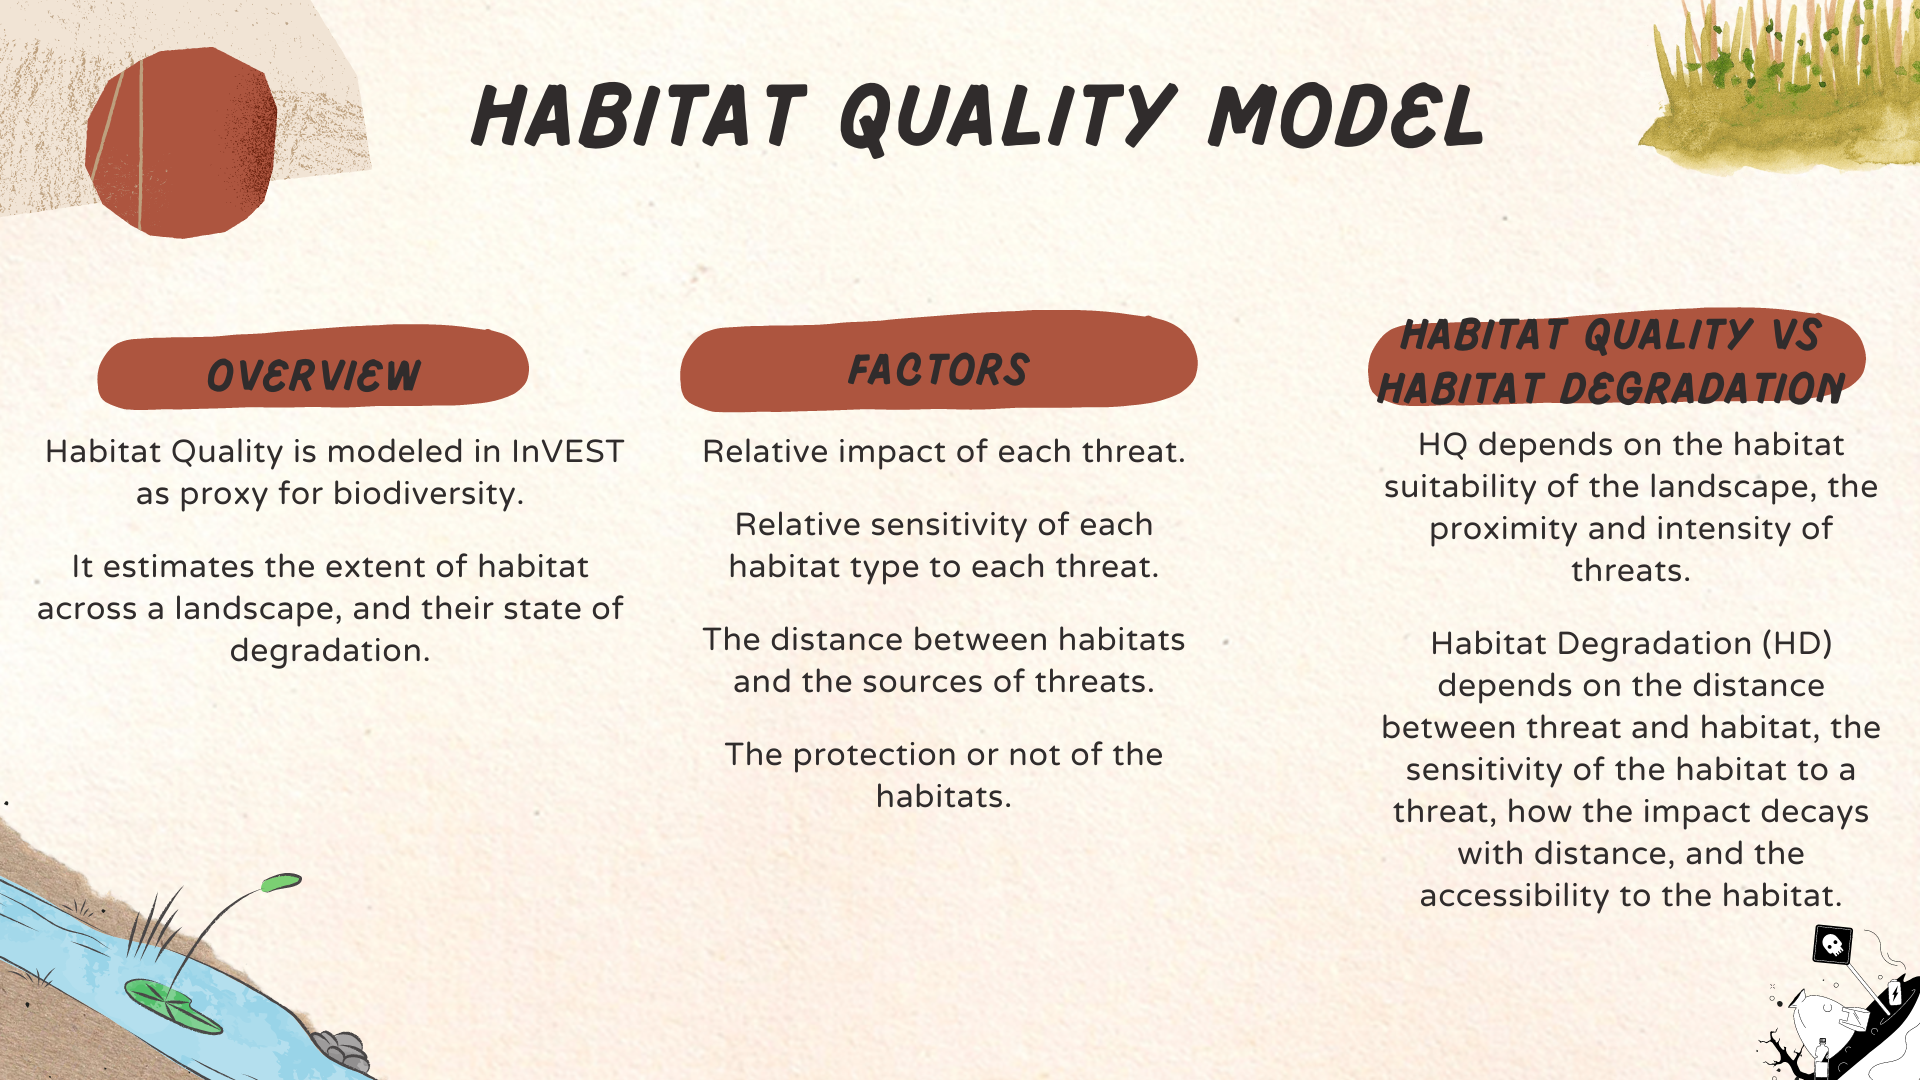 HABITAT QUALITY MODEL
OVERVIEW
Habitat Quality is modeled in InVEST
as proxy for biodiversity.
It estimates the extent of habitat
across a landscape, and their state of
degradation.
FACTORS
Relative impact of each threat.
Relative sensitivity of each
habitat type to each threat.
The distance between habitats
and the sources of threats.
The protection or not of the
habitats.
HABITAT QUALITY VS
HABITAT DEGRADATION
HQ depends on the habitat
suitability of the landscape, the
proximity and intensity of
threats.
Habitat Degradation (HD)
depends on the distance
between threat and habitat, the
sensitivity of the habitat to a
threat, how the impact decays
with distance, and the
accessibility to the habitat.